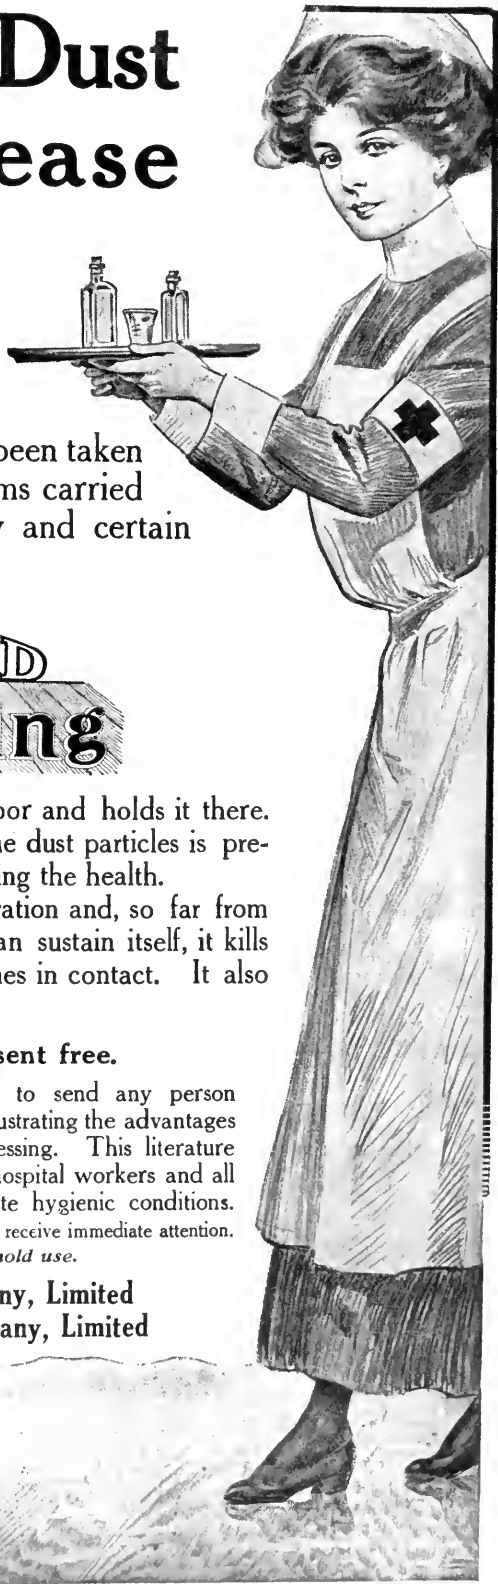 Dust
ease
been taken
ms carried
and certain
D
ng
oor and holds it there.
e dust particles is pre-
ing the health.
ration and, so far from
an sustain itself, it kills
nes in contact. It also
sent free.
to send any person
ustrating the advantages
essing. This literature
ospital workers and all
te hygienic conditions.
receive immediate attention.
hold use.
ny, Limited
any, Limited